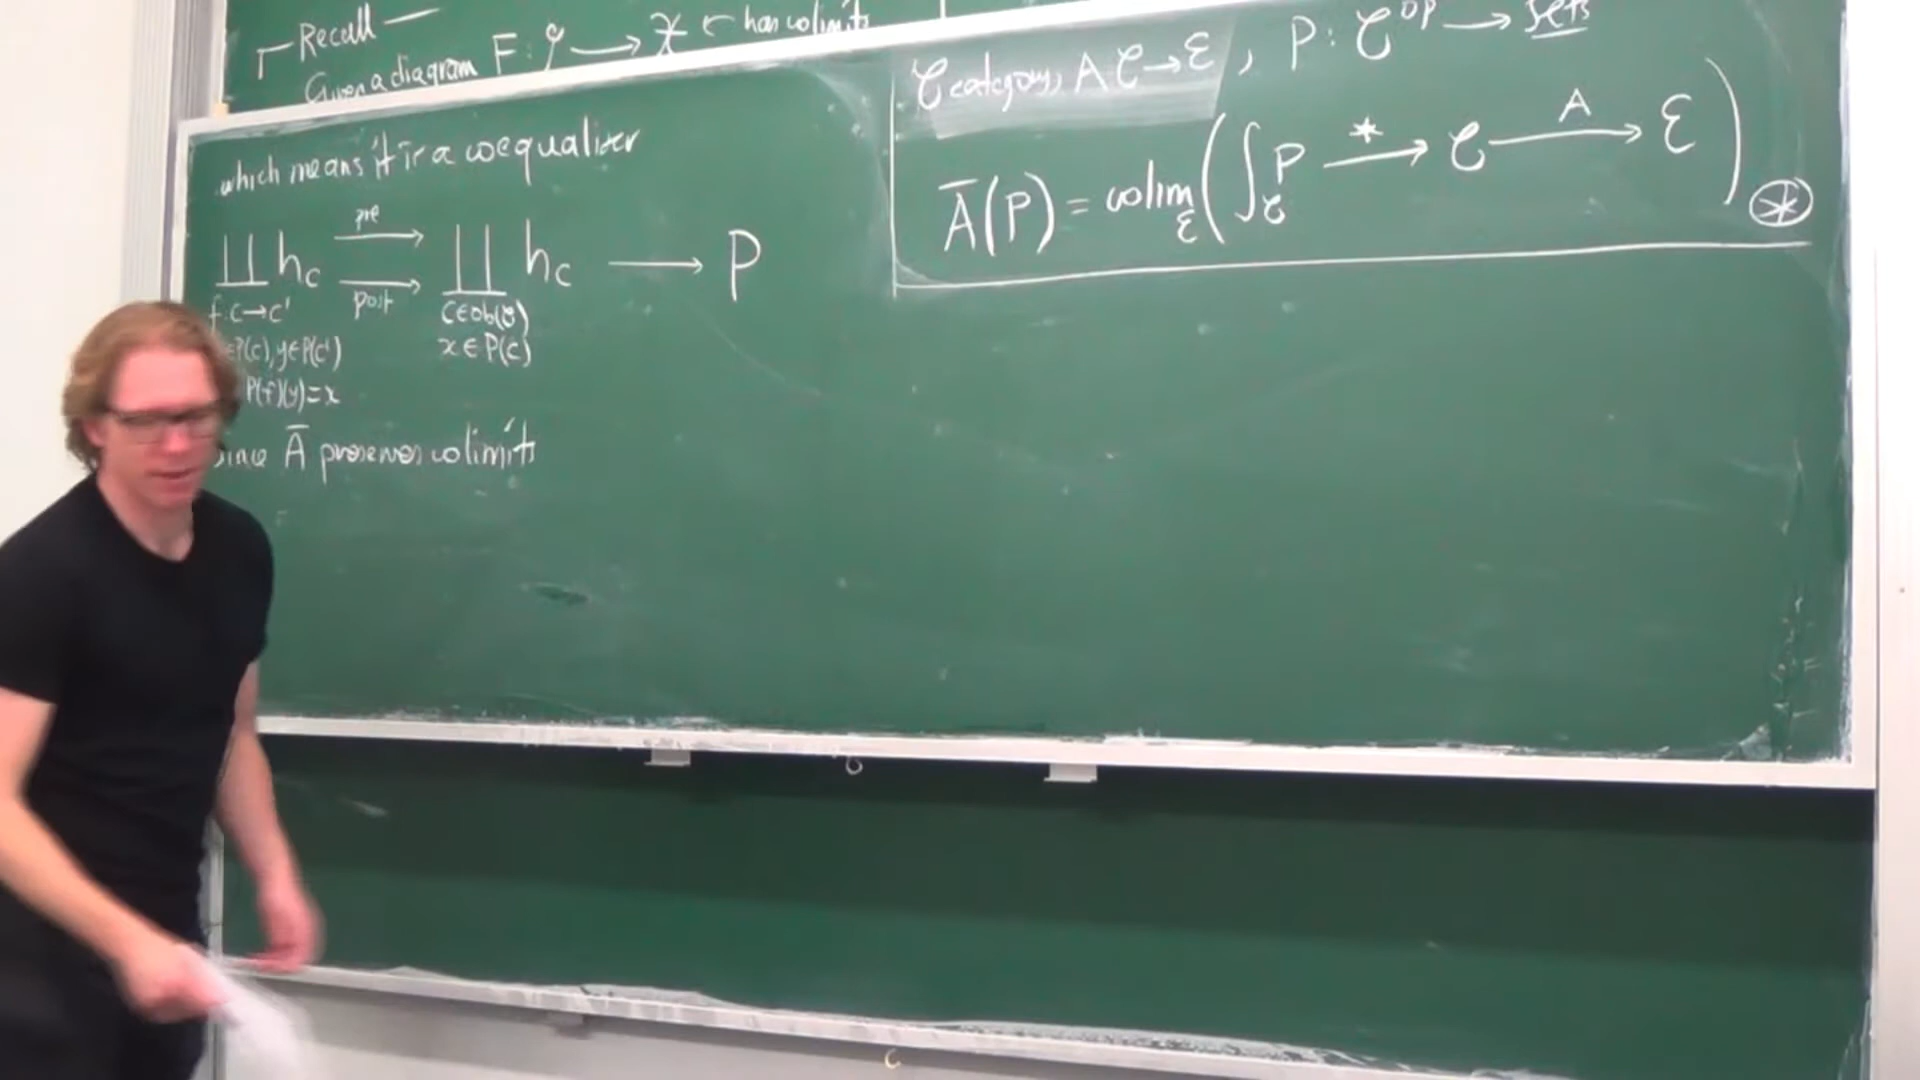 Recall —
Given a diagram F: 𝒥 → 𝒳 ← has colimits
which means it is a coequaliser
∐ h_c ⇉ ∐ h_c → P
pre
post
f: c → c'
c ∈ ob(𝒞)
∈ P(c), y ∈ P(c')
x ∈ P(c)
P(f)(y) = x
Since Ā preserves colimits
𝒞 category, A 𝒞 → ℰ, P: 𝒞^op → Sets
Ā(P) = colim_ℰ ( ∫_𝒞 P —*→ 𝒞 —A→ ℰ ) ⊛